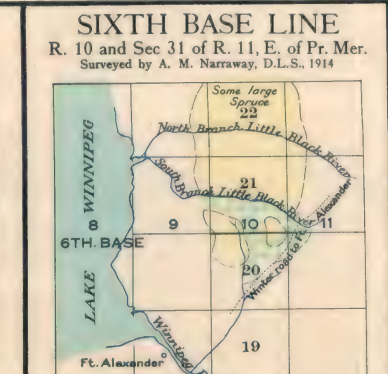 SIXTH BASE LINE
R. 10 and Sec 31 of R. 11, E. of Pr. Mer.
Surveyed by A. M. Narraway, D.L.S., 1914
Some large
Spruce
22
North Branch Little Black River
LAKE WINNIPEG
South Branch Little Black River
21
8
9
10
11
6TH. BASE
Winter road to Ft. Alexander
20
19
Winnipeg
Ft. Alexander